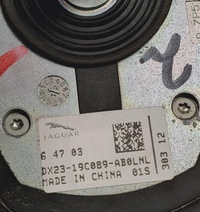 JAGUAR
6 47 03
DX23-19C089-AB0LNL
MADE IN CHINA 01S
303 12